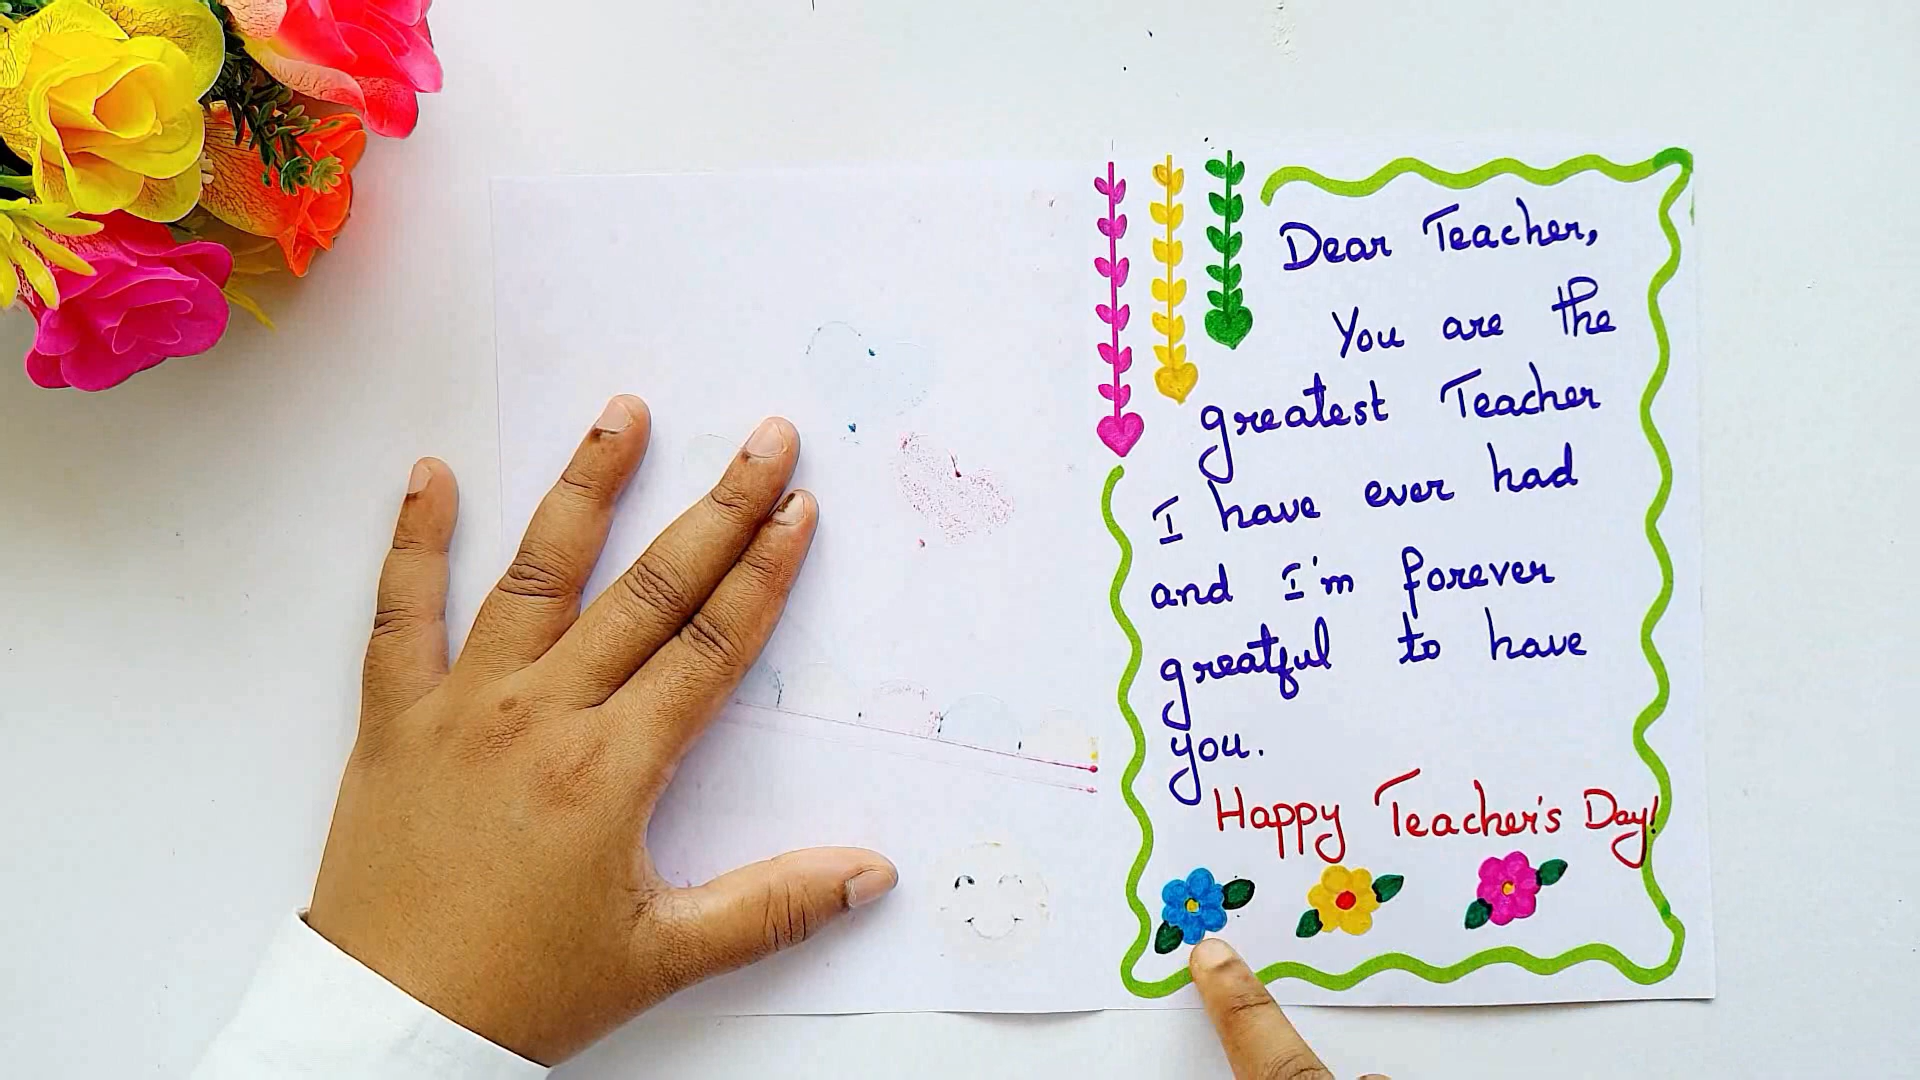 Dear Teacher,
You are the
greatest Teacher
I have ever had
and I'm forever
greatful to have
you.
Happy Teacher's Day!